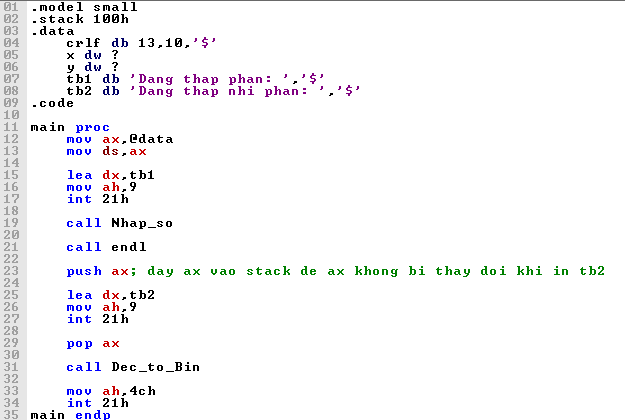 01 .model small
02 .stack 100h
03 .data
04     crlf db 13,10,'$'
05     x dw ?
06     y dw ?
07     tb1 db 'Dang thap phan: ','$'
08     tb2 db 'Dang thap nhi phan: ','$'
09 .code
10
11 main proc
12     mov ax,@data
13     mov ds,ax
14
15     lea dx,tb1
16     mov ah,9
17     int 21h
18
19     call Nhap_so
20
21     call endl
22
23     push ax; day ax vao stack de ax khong bi thay doi khi in tb2
24
25     lea dx,tb2
26     mov ah,9
27     int 21h
28
29     pop ax
30
31     call Dec_to_Bin
32
33     mov ah,4ch
34     int 21h
35 main endp